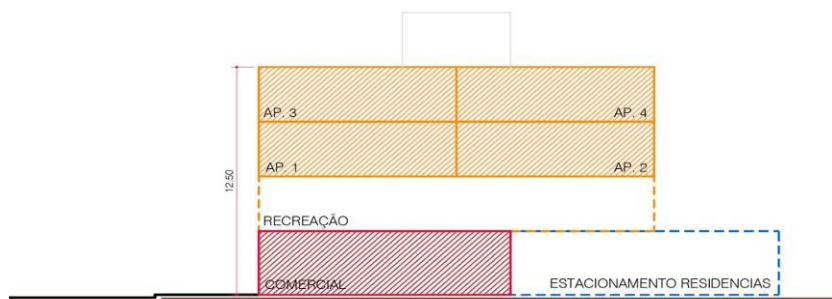 AP. 3
AP. 4
AP. 1
AP. 2
12.50
RECREAÇÃO
COMERCIAL
ESTACIONAMENTO RESIDENCIAS